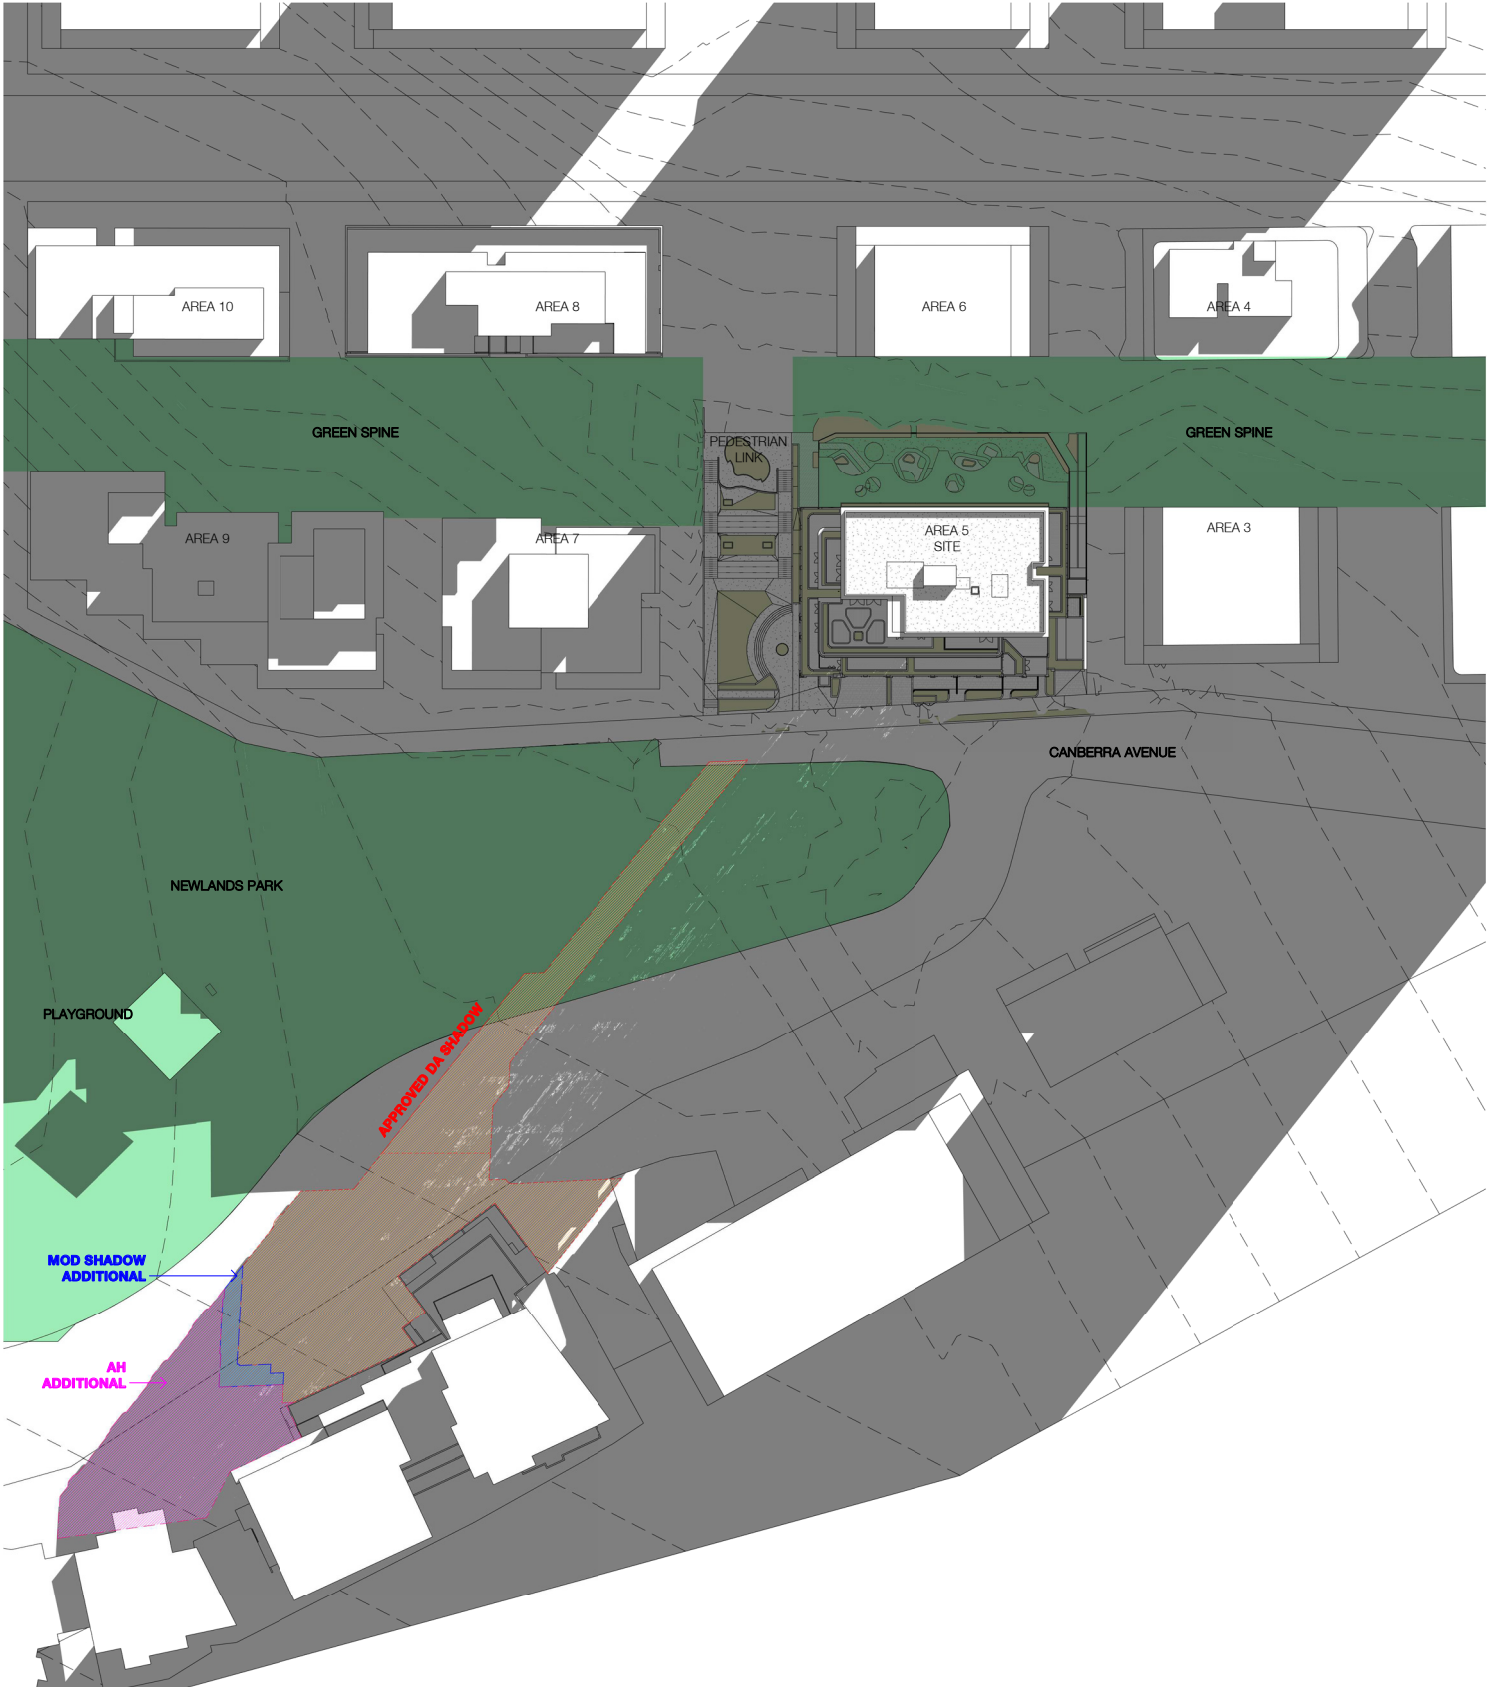 AREA 10
AREA 8
AREA 6
AREA 4
GREEN SPINE
PEDESTRIAN
LINK
GREEN SPINE
AREA 9
AREA 7
AREA 5
SITE
AREA 3
CANBERRA AVENUE
NEWLANDS PARK
PLAYGROUND
APPROVED DA SHADOW
MOD SHADOW
ADDITIONAL
AH
ADDITIONAL